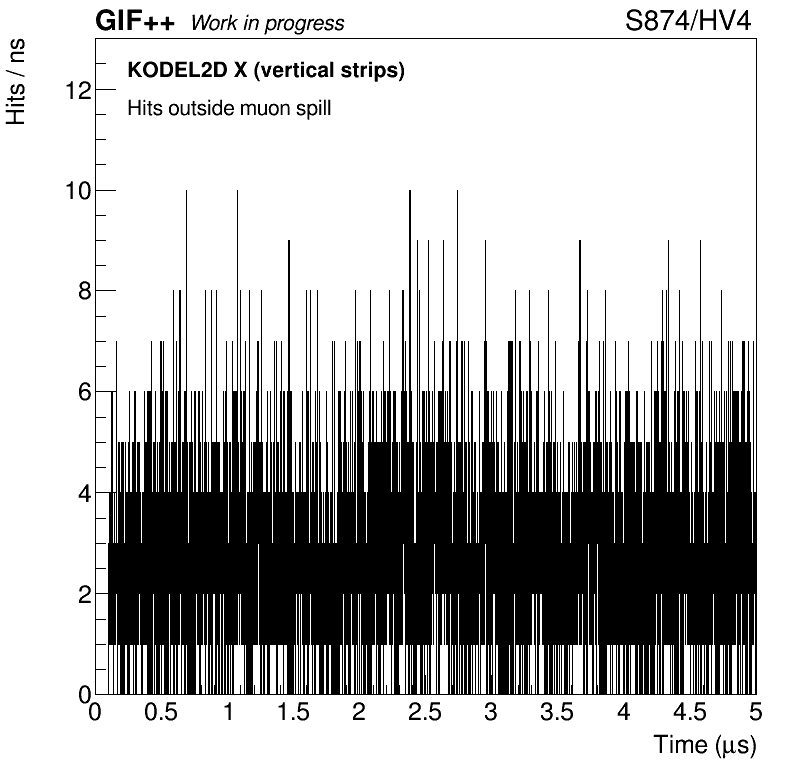 GIF++ Work in progress S874/HV4
Hits / ns
KODEL2D X (vertical strips)
Hits outside muon spill
12
10
8
6
4
2
0
0 0.5 1 1.5 2 2.5 3 3.5 4 4.5 5
Time (μs)